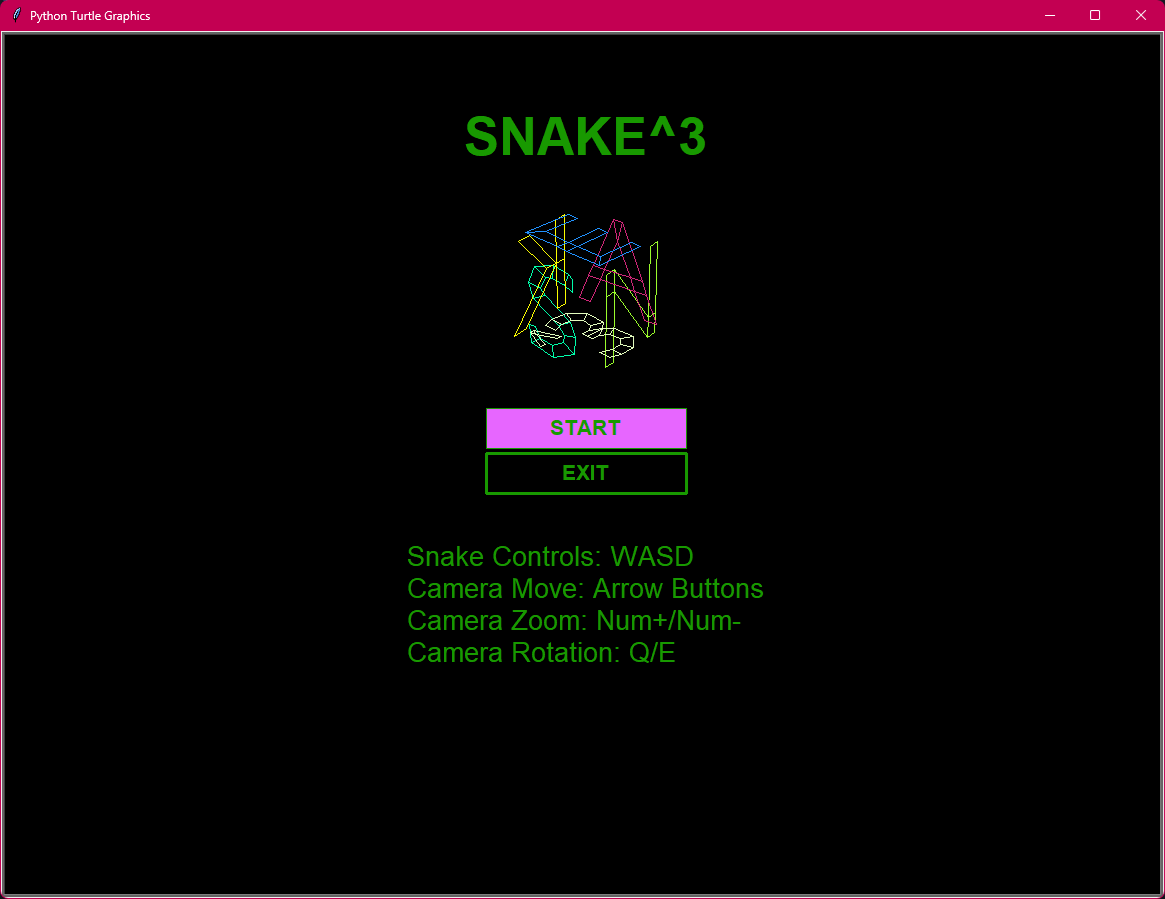 Python Turtle Graphics
SNAKE^3
START
EXIT
Snake Controls: WASD
Camera Move: Arrow Buttons
Camera Zoom: Num+/Num-
Camera Rotation: Q/E